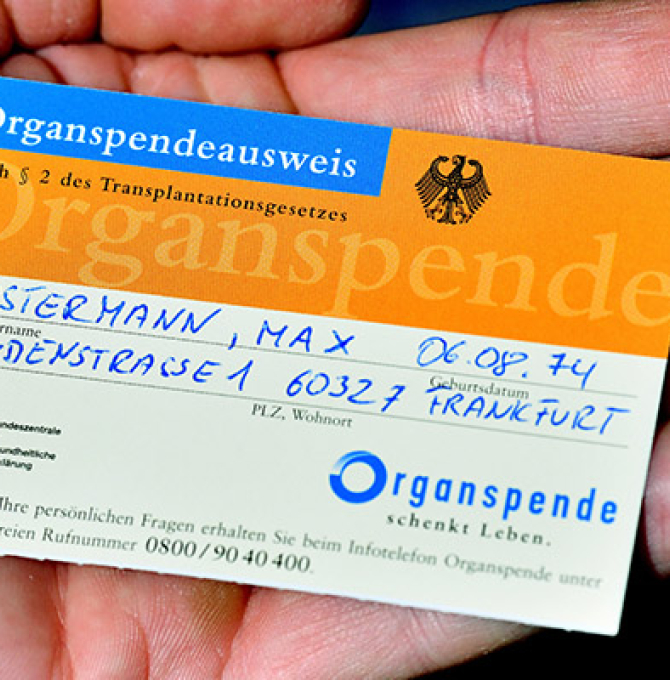 Organspendeausweis
h § 2 des Transplantationsgesetzes
Organspende
STERMANN, MAX 06.08.74
rname Geburtsdatum
DENSTRASSE 1 60327 FRANKFURT
PLZ, Wohnort
ndeszentrale
undheitliche
lärung
Organspende
schenkt Leben.
Ihre persönlichen Fragen erhalten Sie beim Infotelefon Organspende unter
reien Rufnummer 0800/90 40 400.